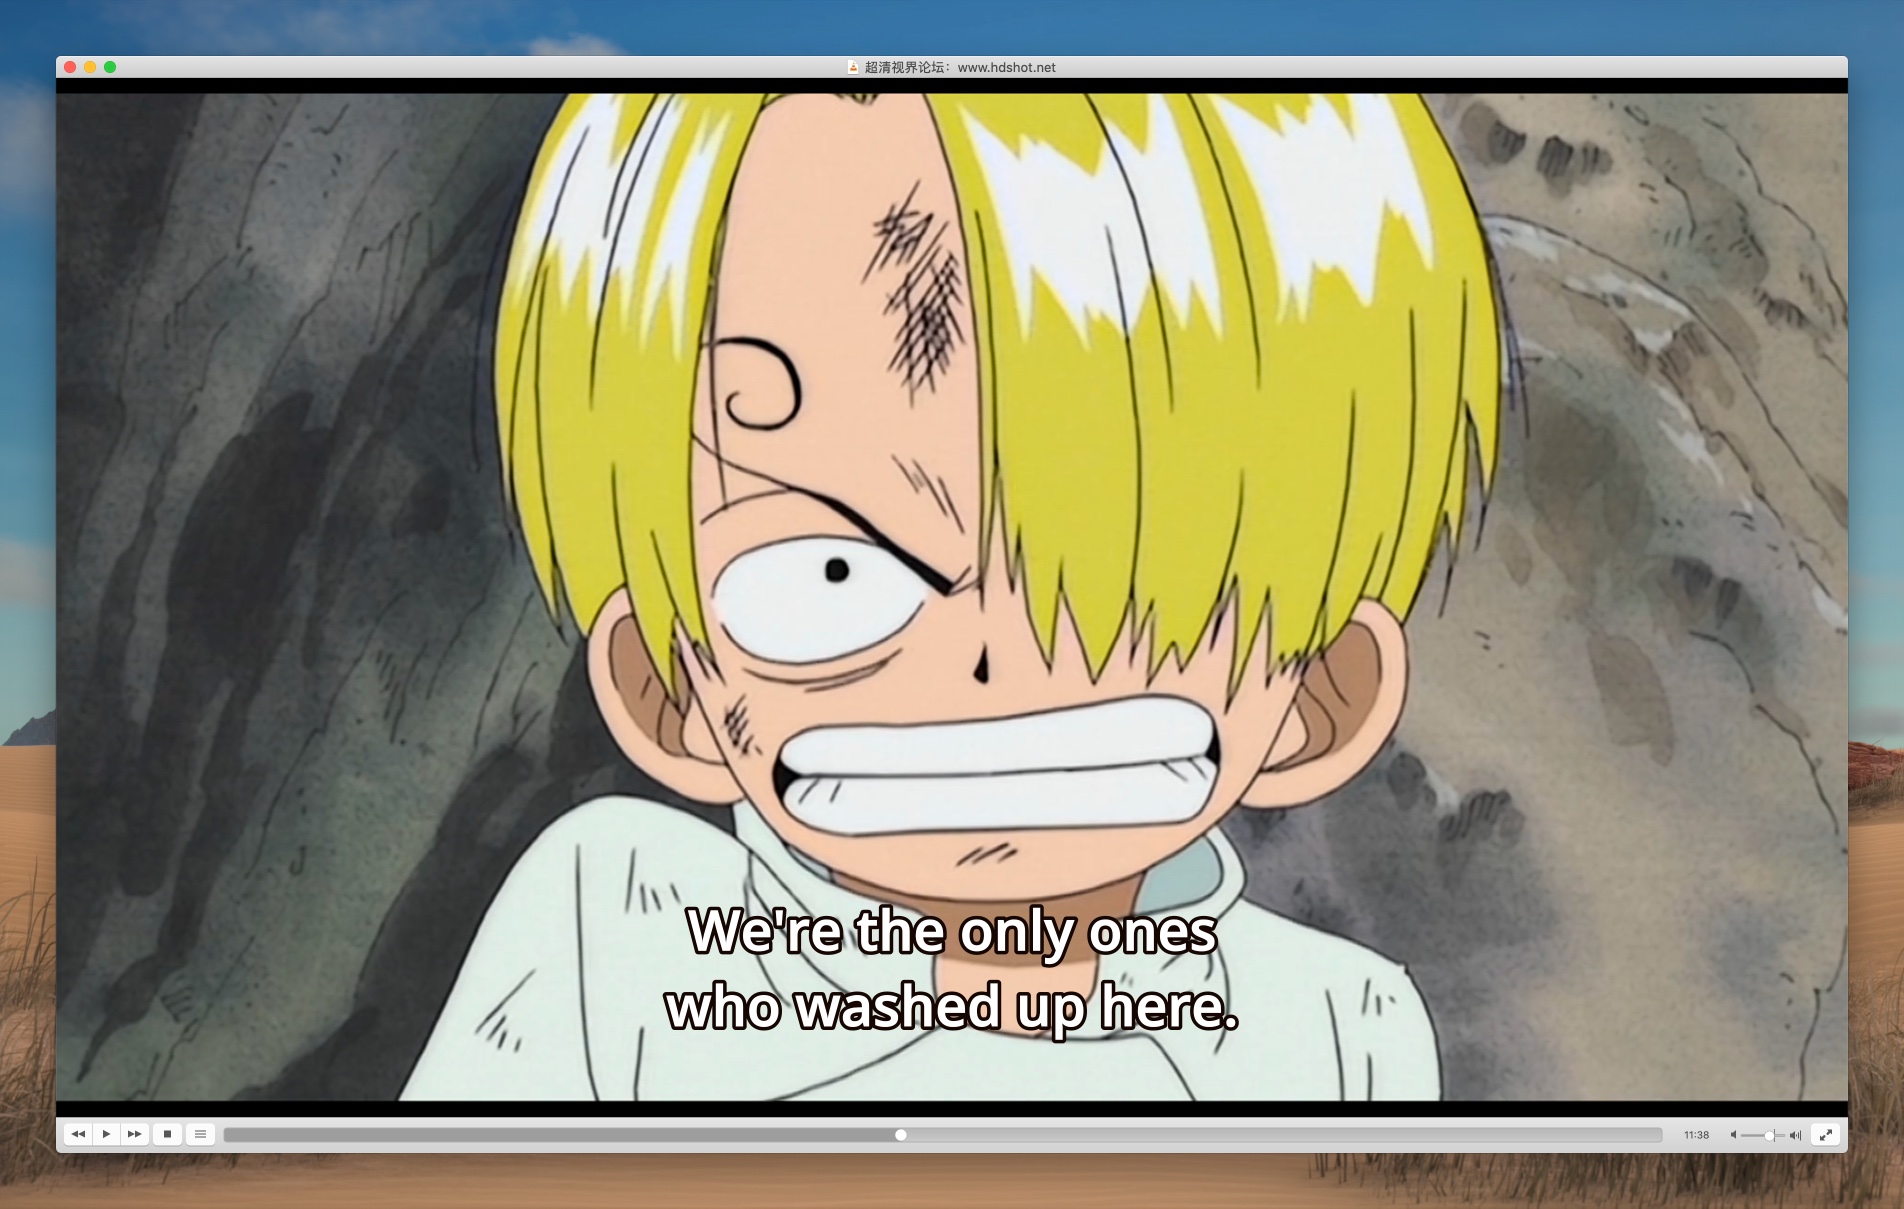 超清视界论坛：www.hdshot.net
We're the only ones
who washed up here.
11:38